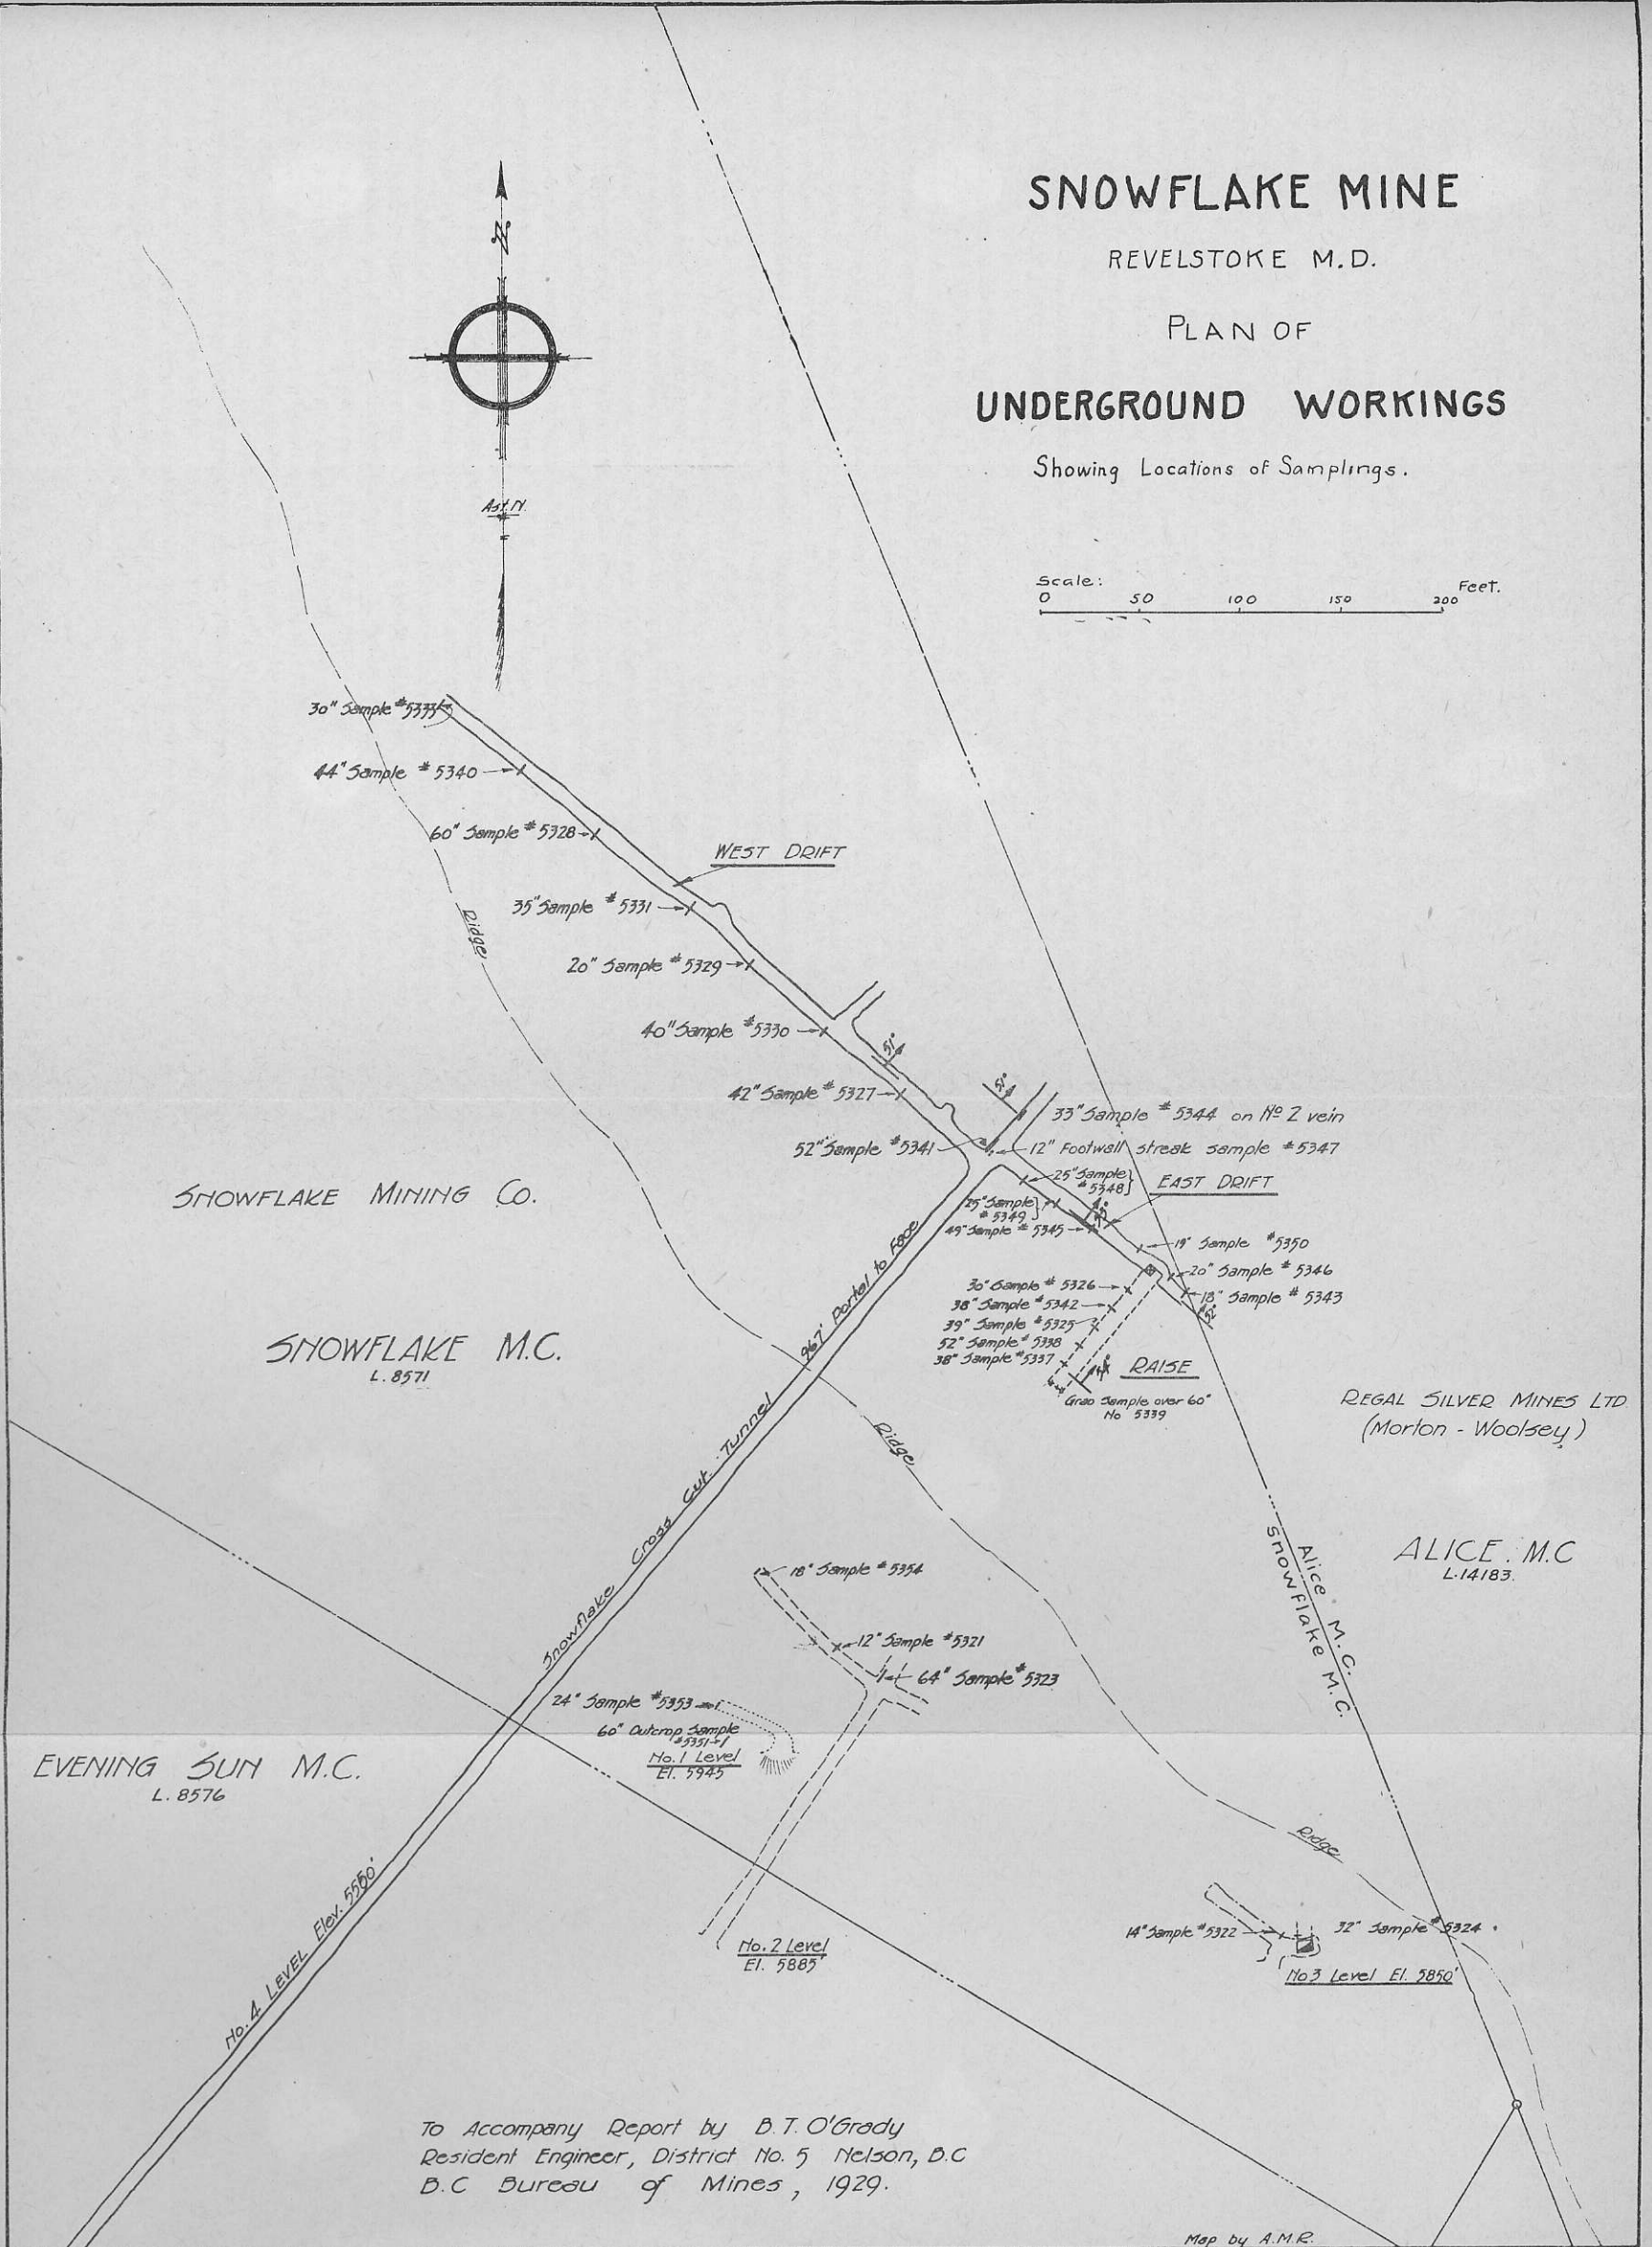 SNOWFLAKE MINE
REVELSTOKE M.D.
PLAN OF
UNDERGROUND WORKINGS
Showing Locations of Samplings.
Scale:
0 50 100 150 200 Feet.
N
Ast. N.
30" Sample #5333
44" Sample #5340
60" Sample #5328
WEST DRIFT
35" Sample #5331
Ridge
20" Sample #5329
40" Sample #5330
51°
42" Sample #5327
33" Sample #5344 on No 2 vein
52" Sample #5341
12" Footwall streak sample #5347
25" Sample
#5348
EAST DRIFT
25" Sample
#5349
49" Sample #5345
19" Sample #5350
20" Sample #5346
18" Sample #5343
52°
30" Sample #5326
38" Sample #5342
39" Sample #5325
52" Sample #5338
38" Sample #5337
RAISE
Grab Sample over 60"
No 5339
SNOWFLAKE MINING CO.
SNOWFLAKE M.C.
L. 8571
967' Portal to Face
Snowflake Cross Cut Tunnel
Ridge
REGAL SILVER MINES LTD.
(Morton - Woolsey)
ALICE. M.C
L.14183.
Alice M.C.
Snowflake M.C.
18" Sample #5354
12" Sample #5321
64" Sample #5323
24" Sample #5353
60" Outcrop Sample
#5351
No. 1 Level
El. 5945
EVENING SUN M.C.
L. 8576
Ridge
No. 4 LEVEL Elev. 5550'
No. 2 Level
El. 5885'
14" Sample #5322
32" Sample #5324
No 3 Level El. 5850'
To Accompany Report by B.T. O'Grady
Resident Engineer, District No. 5 Nelson, B.C
B.C Bureau of Mines, 1929.
Map by A.M.R.